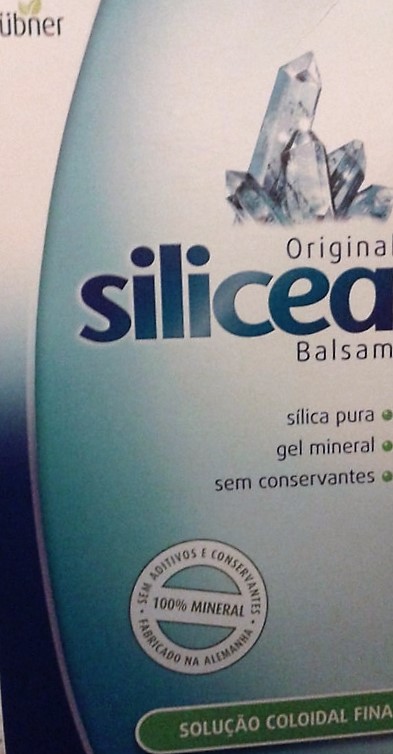 übner
Original
silicea
Balsam
sílica pura
gel mineral
sem conservantes
• SEM ADITIVOS E CONSERVANTES •
100% MINERAL
FABRICADO NA ALEMANHA
SOLUÇÃO COLOIDAL FINA